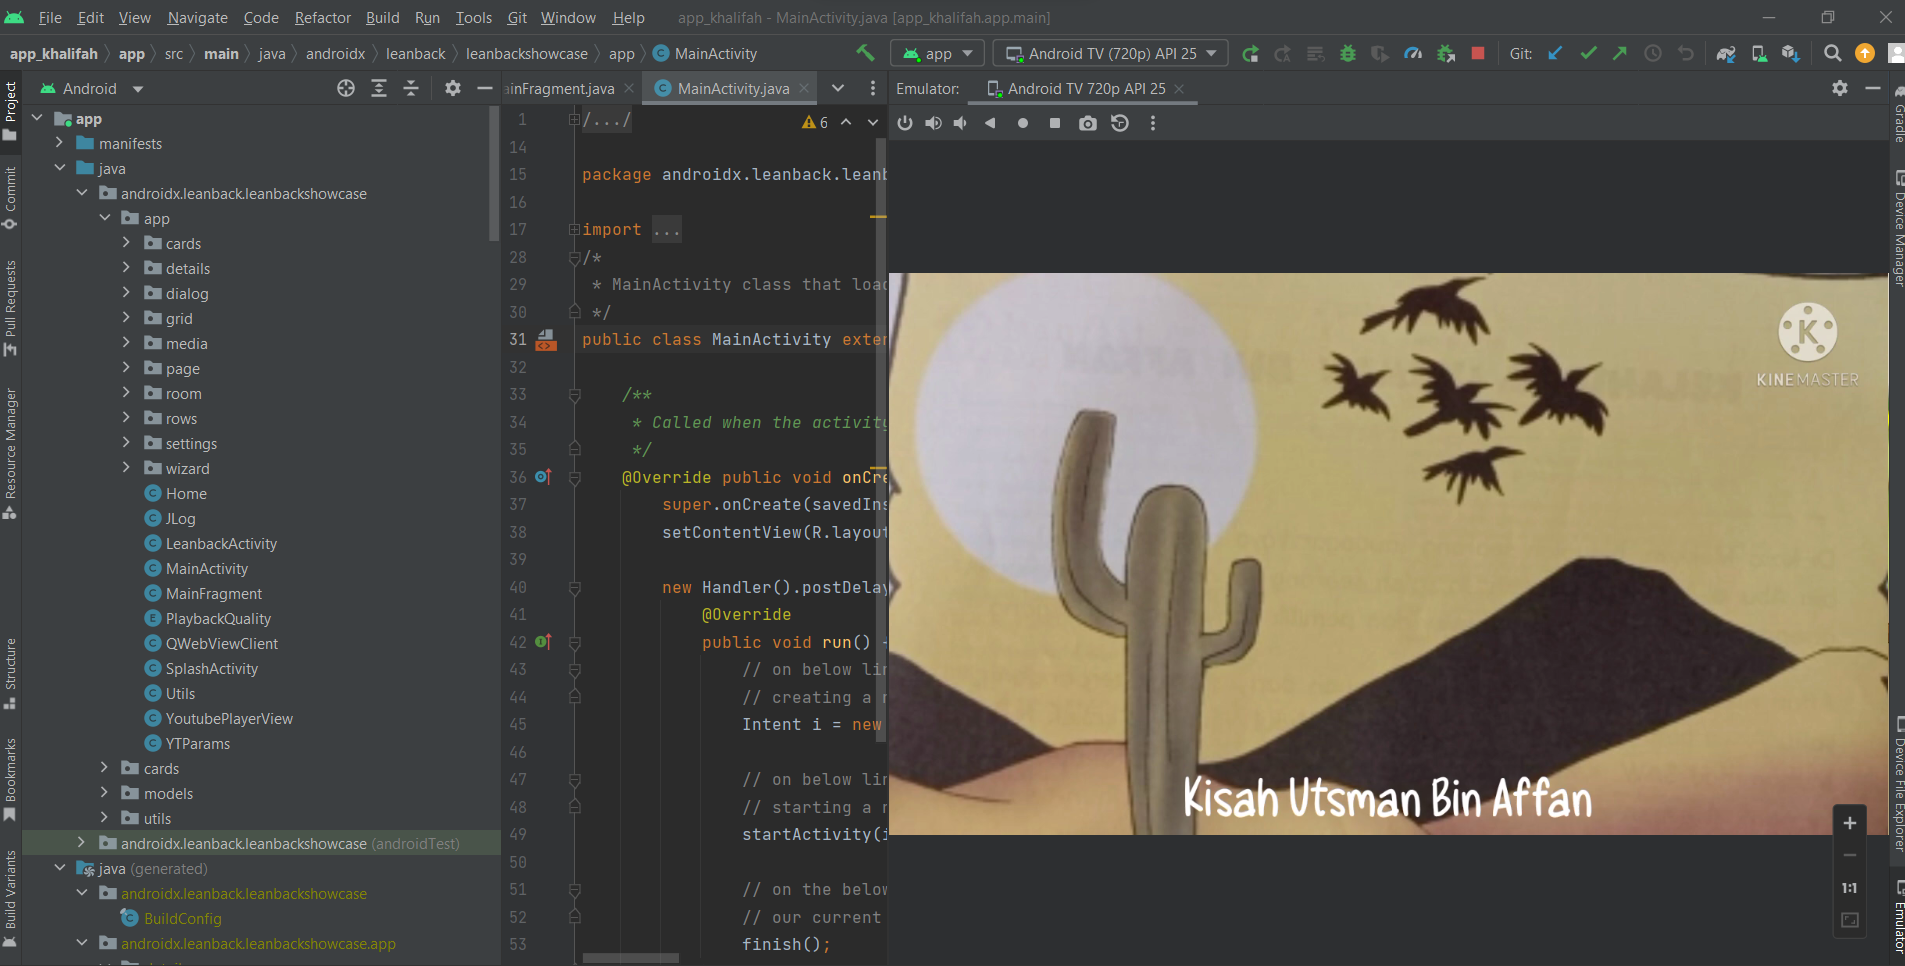 File Edit View Navigate Code Refactor Build Run Tools Git Window Help app_khalifah - MainActivity.java [app_khalifah.app.main]
app_khalifah app src main java androidx leanback leanbackshowcase app MainActivity app Android TV (720p) API 25 Git:
Project
Commit
Pull Requests
Resource Manager
Structure
Bookmarks
Build Variants
Android
app
manifests
java
androidx.leanback.leanbackshowcase
app
cards
details
dialog
grid
media
page
room
rows
settings
wizard
Home
JLog
LeanbackActivity
MainActivity
MainFragment
PlaybackQuality
QWebViewClient
SplashActivity
Utils
YoutubePlayerView
YTParams
cards
models
utils
androidx.leanback.leanbackshowcase (androidTest)
java (generated)
androidx.leanback.leanbackshowcase
BuildConfig
androidx.leanback.leanbackshowcase.app
ainFragment.java MainActivity.java
6
1 /.../
14
15 package androidx.leanback.leanb
16
17 import ...
28 /*
29 * MainActivity class that load
30 */
31 public class MainActivity exten
32
33 /**
34 * Called when the activity
35 */
36 @Override public void onCre
37 super.onCreate(savedIns
38 setContentView(R.layout
39
40 new Handler().postDelay
41 @Override
42 public void run() {
43 // on below lin
44 // creating a n
45 Intent i = new
46
47 // on below lin
48 // starting a n
49 startActivity(i
50
51 // on the below
52 // our current
53 finish();
Emulator: Android TV 720p API 25
K
KINEMASTER
Kisah Utsman Bin Affan
1:1
Gradle
Device Manager
Device File Explorer
Emulator